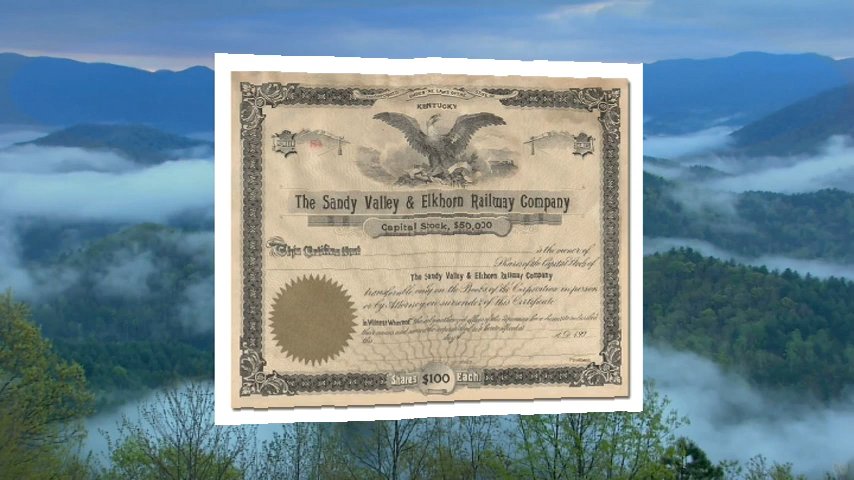 KENTUCKY
The Sandy Valley & Elkhorn Railway Company
Capital Stock, $50,000
This Certifies that
is the owner of
Shares of the Capital Stock of
The Sandy Valley & Elkhorn Railway Company
transferable only on the Books of the Corporation in person
or by Attorney on surrender of this Certificate
In Witness Whereof
the day of A.D. 191
Shares $100 Each